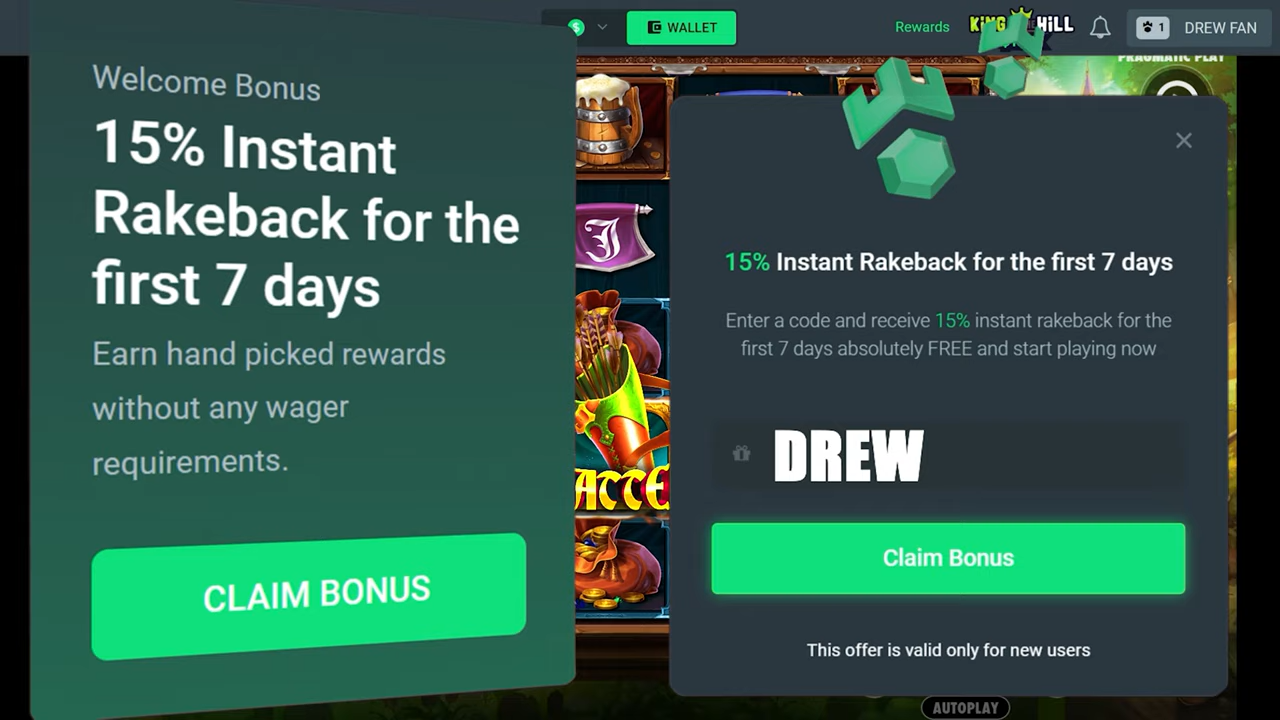 WALLET
Rewards
KING HILL
1
DREW FAN
PRAGMATIC PLAY
Welcome Bonus
15% Instant
Rakeback for the
first 7 days
Earn hand picked rewards
without any wager
requirements.
CLAIM BONUS
15% Instant Rakeback for the first 7 days
Enter a code and receive 15% instant rakeback for the
first 7 days absolutely FREE and start playing now
DREW
Claim Bonus
This offer is valid only for new users
J
ATTE
AUTOPLAY